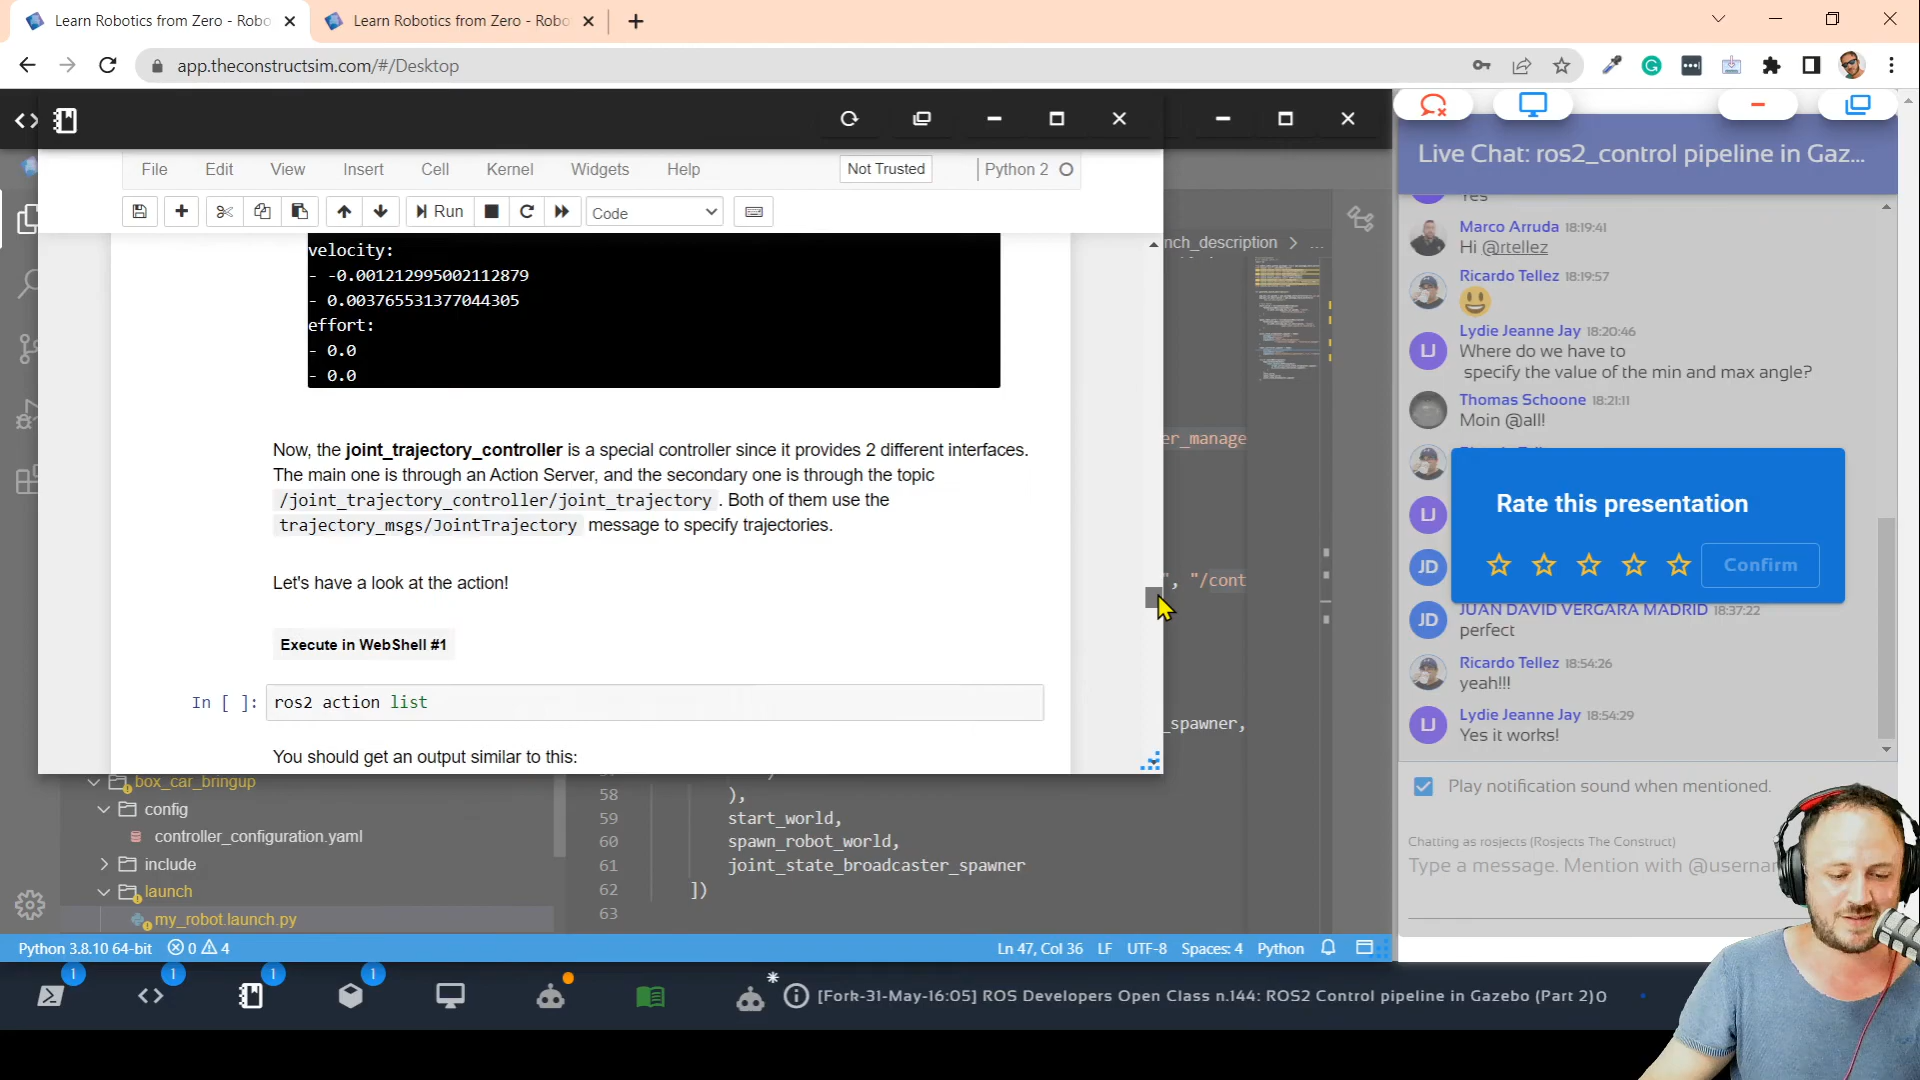 Learn Robotics from Zero - Robo
Learn Robotics from Zero - Robo
app.theconstructsim.com/#/Desktop
File Edit View Insert Cell Kernel Widgets Help Not Trusted Python 2
Run Code
velocity:
- -0.001212995002112879
- 0.003765531377044305
effort:
- 0.0
- 0.0
Now, the joint_trajectory_controller is a special controller since it provides 2 different interfaces.
The main one is through an Action Server, and the secondary one is through the topic
/joint_trajectory_controller/joint_trajectory . Both of them use the
trajectory_msgs/JointTrajectory message to specify trajectories.
Let's have a look at the action!
Execute in WebShell #1
In [ ]: ros2 action list
You should get an output similar to this:
nch_description > ...
er_manage
", "/cont
_spawner,
box_car_bringup
config
controller_configuration.yaml
include
launch
my_robot.launch.py
58 ),
59 start_world,
60 spawn_robot_world,
61 joint_state_broadcaster_spawner
62 ])
63
Python 3.8.10 64-bit 0 4 Ln 47, Col 36 LF UTF-8 Spaces: 4 Python
1 1 1 1
[Fork-31-May-16:05] ROS Developers Open Class n.144: ROS2 Control pipeline in Gazebo (Part 2)0
Live Chat: ros2_control pipeline in Gaz...
Yes
Marco Arruda 18:19:41
Hi @rtellez
Ricardo Tellez 18:19:57
LJ Lydie Jeanne Jay 18:20:46
Where do we have to
specify the value of the min and max angle?
Thomas Schoone 18:21:11
Moin @all!
LJ
JD
Rate this presentation
Confirm
JD JUAN DAVID VERGARA MADRID 18:37:22
perfect
Ricardo Tellez 18:54:26
yeah!!!
LJ Lydie Jeanne Jay 18:54:29
Yes it works!
Play notification sound when mentioned.
Chatting as rosjects (Rosjects The Construct)
Type a message. Mention with @userna